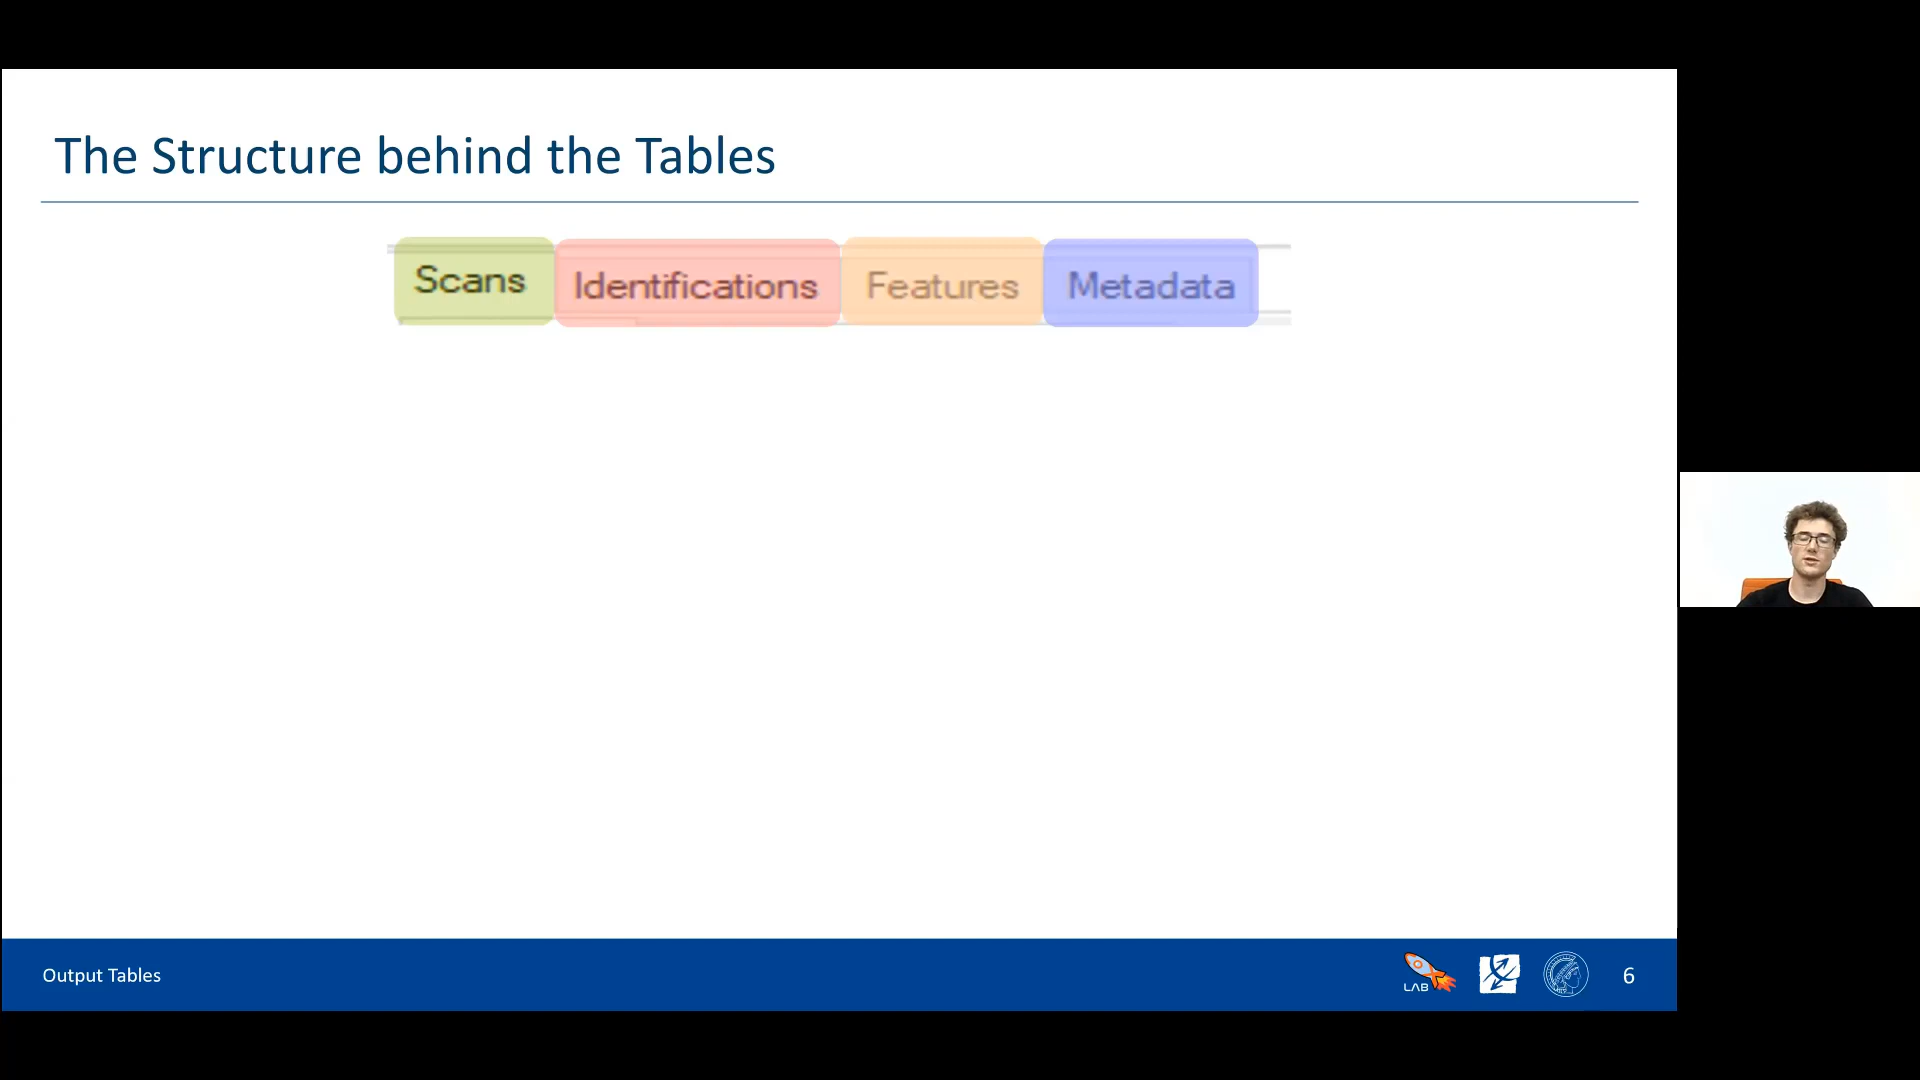 The Structure behind the Tables
Scans Identifications Features Metadata
Output Tables
LAB
6